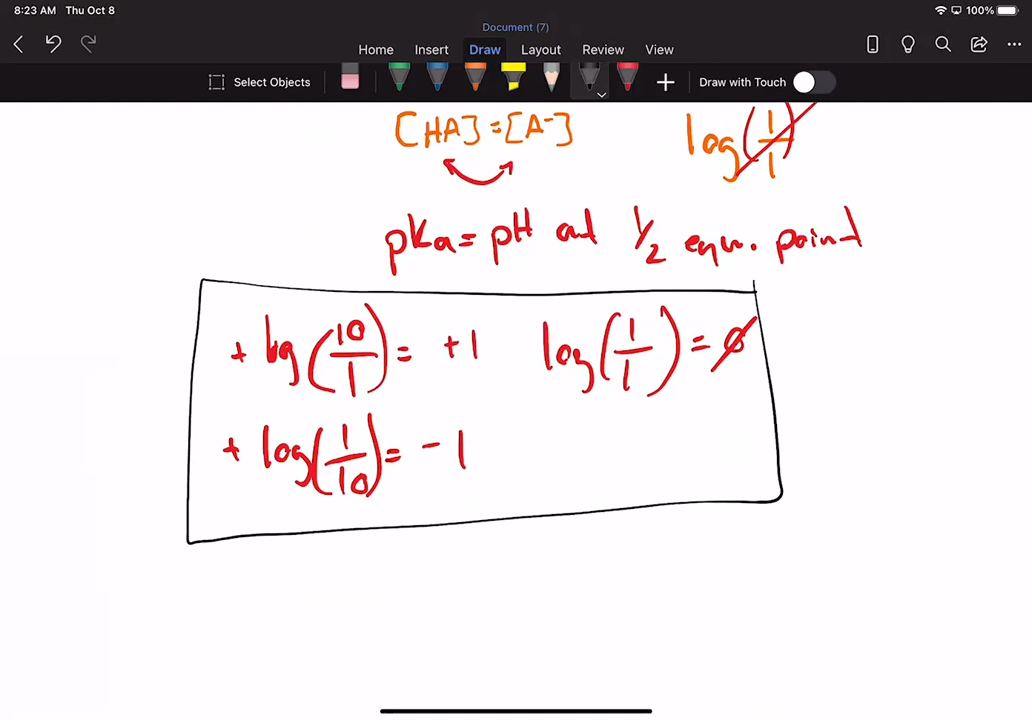 8:23 AM Thu Oct 8
100%
Document (7)
Home Insert Draw Layout Review View
Select Objects
Draw with Touch
[HA] = [A-]
log(1/1)
pKa = pH at 1/2 equiv. point
+ log(10/1) = +1 log(1/1) = 0
+ log(1/10) = -1